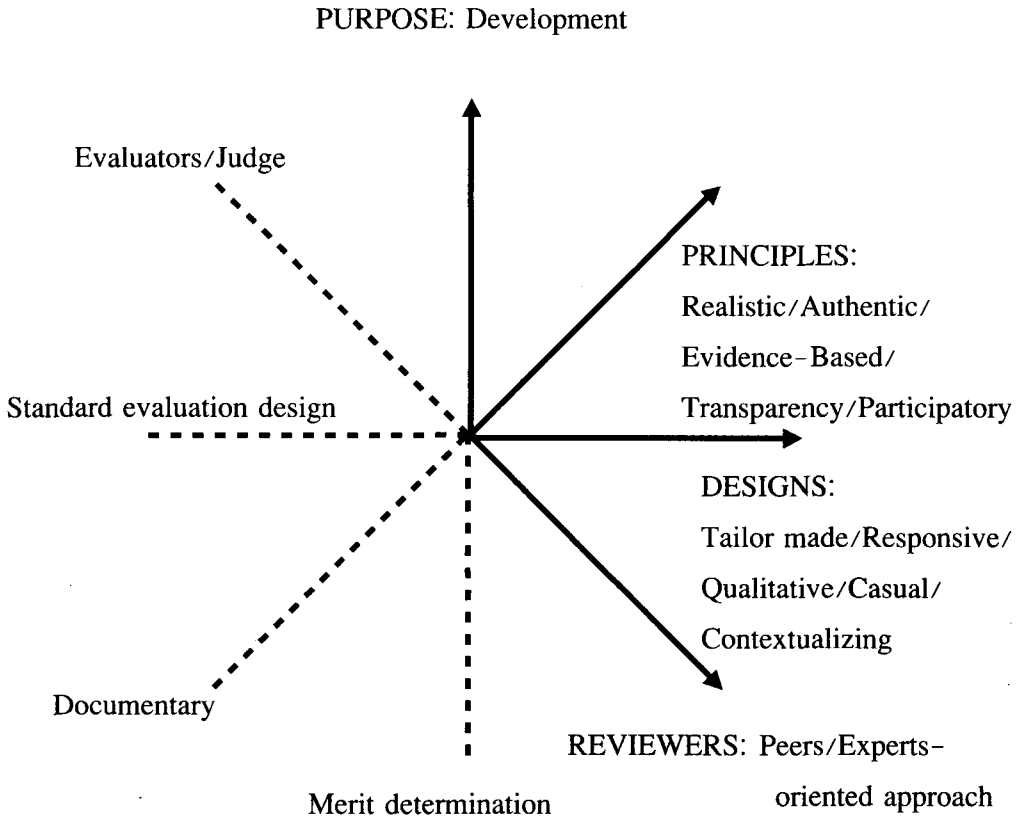 PURPOSE: Development
Evaluators/Judge
PRINCIPLES:
Realistic/Authentic/
Evidence-Based/
Transparency/Participatory
Standard evaluation design
DESIGNS:
Tailor made/Responsive/
Qualitative/Casual/
Contextualizing
Documentary
REVIEWERS: Peers/Experts-
oriented approach
Merit determination